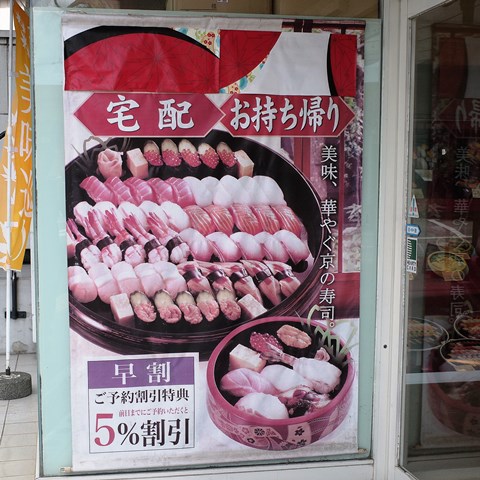 宅配
お持ち帰り
美味、華やぐ京の寿司。
早割
ご予約割引特典
前日までにご予約いただくと
5%割引